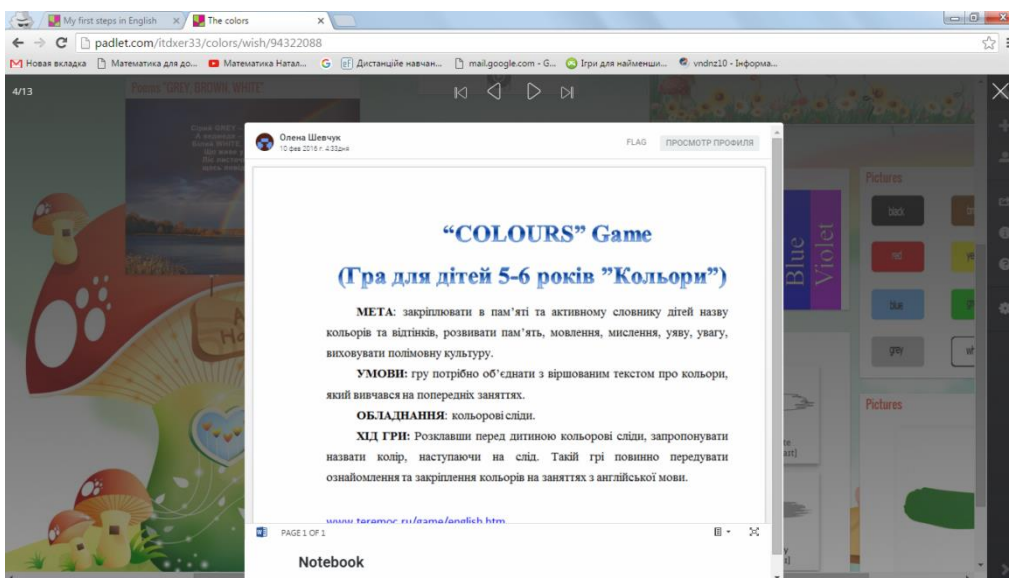 My first steps in English
The colors
padlet.com/itdxer33/colors/wish/94322088
Новая вкладка
Математика для до...
Математика Натал...
Дистанційе навчан...
mail.google.com - G...
Ігри для найменши...
vndnz10 - Інформа...
4/13
Poems "GREY, BROWN, WHITE"
Олена Шевчук
FLAG
ПРОСМОТР ПРОФИЛЯ
“COLOURS” Game
(Гра для дітей 5-6 років ”Кольори”)
МЕТА: закріплювати в пам’яті та активному словнику дітей назву
кольорів та відтінків, розвивати пам’ять, мовлення, мислення, уяву, увагу,
виховувати полімовну культуру.
УМОВИ: гру потрібно об’єднати з віршованим текстом про кольори,
який вивчався на попередніх заняттях.
ОБЛАДНАННЯ: кольорові сліди.
ХІД ГРИ: Розклавши перед дитиною кольорові сліди, запропонувати
назвати колір, наступаючи на слід. Такій грі повинно передувати
ознайомлення та закріплення кольорів на заняттях з англійської мови.
www.teremoc.ru/game/english.htm
PAGE 1 OF 1
Notebook
Blue
Violet
Pictures
black
red
blue
grey
Pictures